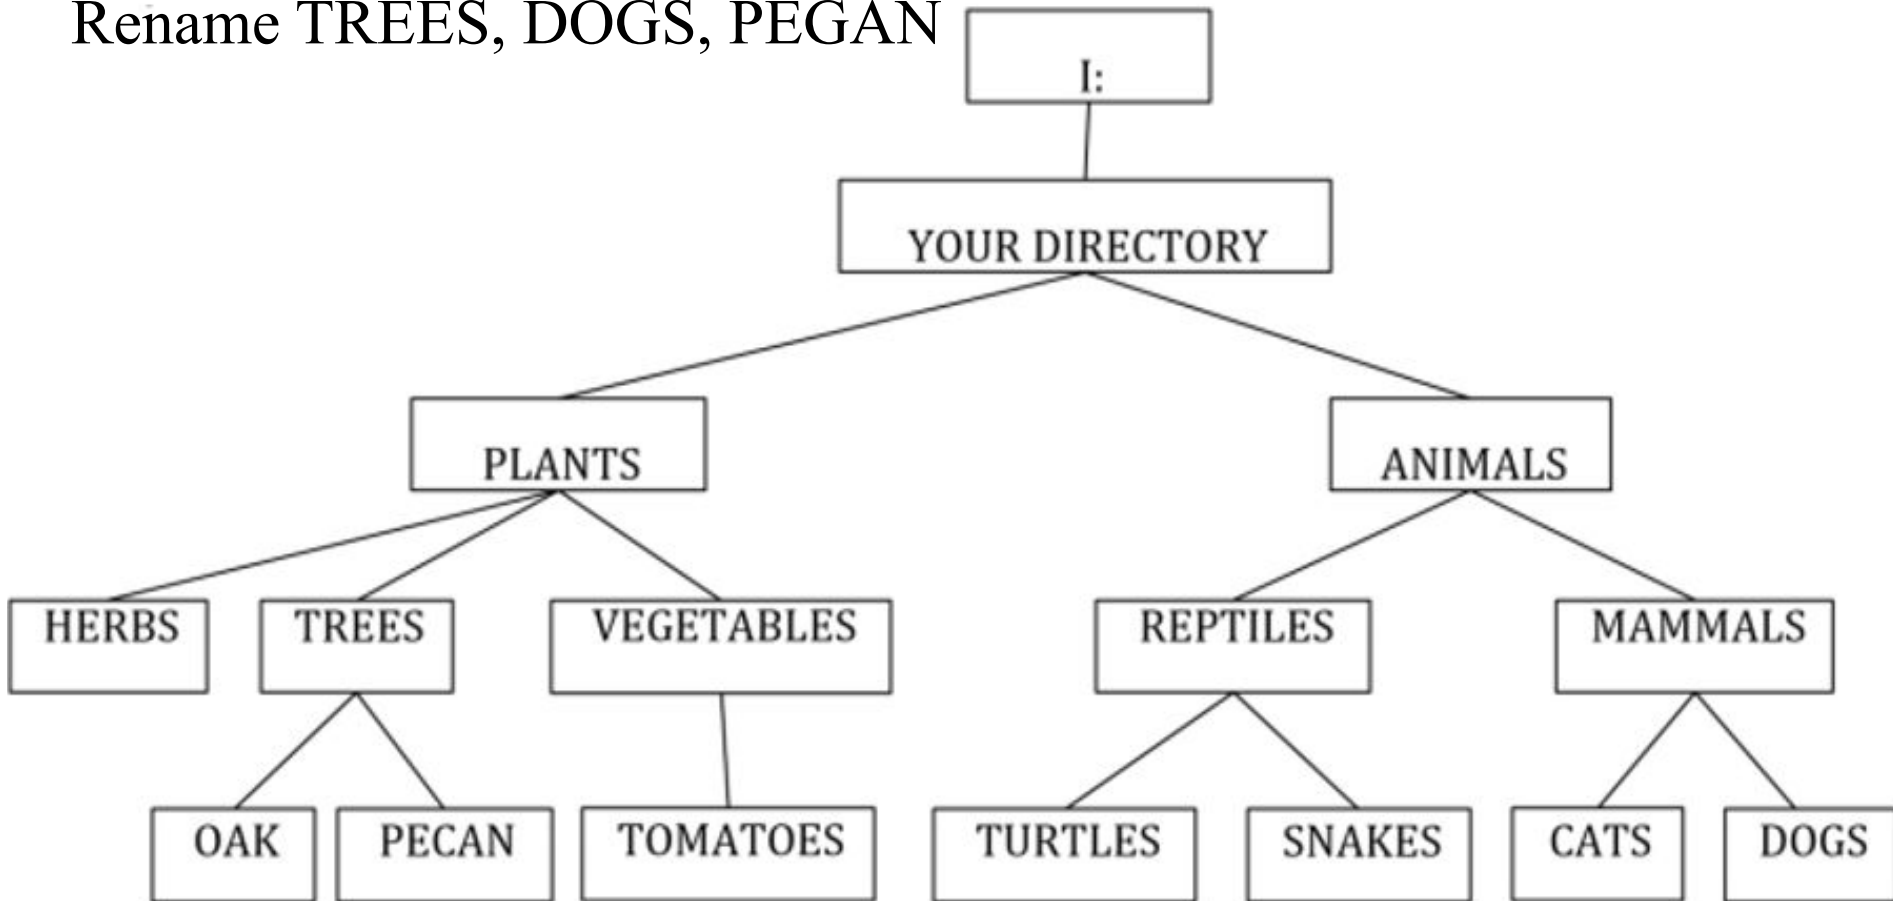 Rename TREES, DOGS, PEGAN
I:
YOUR DIRECTORY
PLANTS ANIMALS
HERBS TREES VEGETABLES REPTILES MAMMALS
OAK PECAN TOMATOES TURTLES SNAKES CATS DOGS